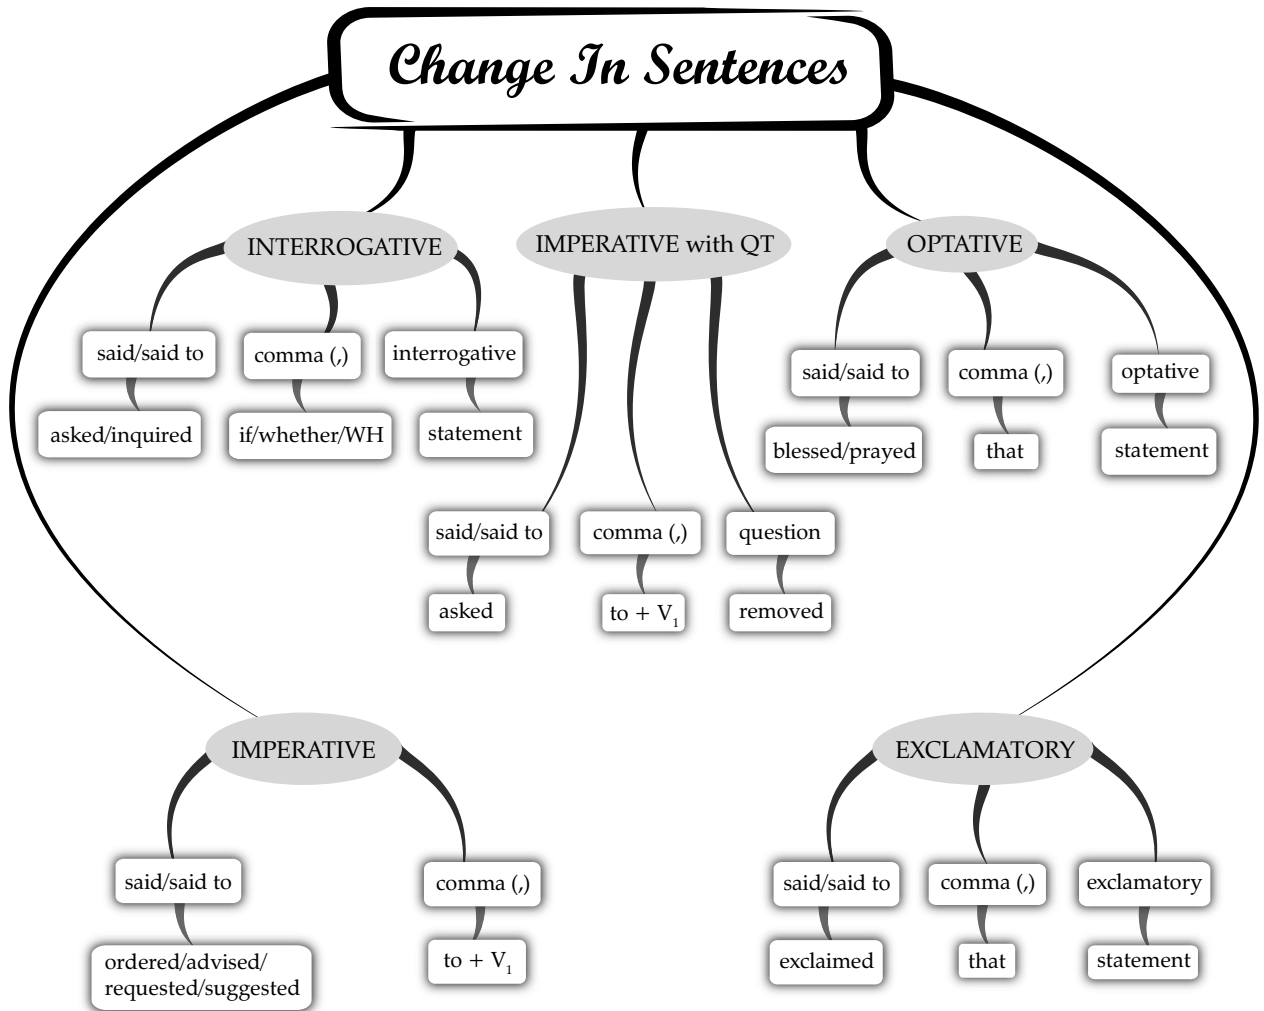 Change In Sentences
INTERROGATIVE
said/said to
asked/inquired
comma (,)
if/whether/WH
interrogative
statement
IMPERATIVE with QT
said/said to
asked
comma (,)
to + V₁
question
removed
OPTATIVE
said/said to
blessed/prayed
comma (,)
that
optative
statement
IMPERATIVE
said/said to
ordered/advised/
requested/suggested
comma (,)
to + V₁
EXCLAMATORY
said/said to
exclaimed
comma (,)
that
exclamatory
statement